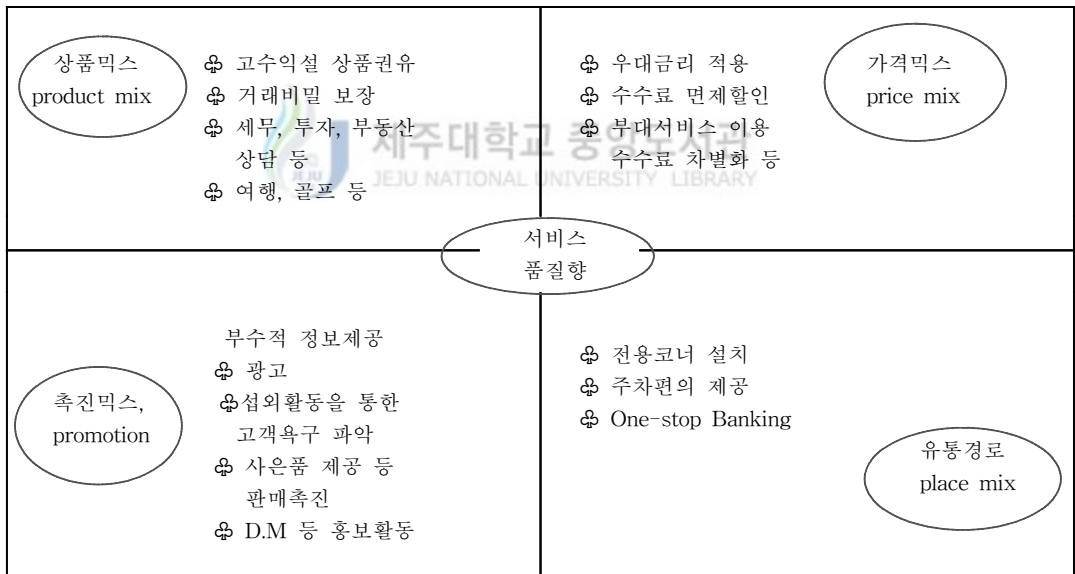 상품믹스
product mix
♧ 고수익설 상품권유
♧ 거래비밀 보장
♧ 세무, 투자, 부동산
상담 등
♧ 여행, 골프 등
♧ 우대금리 적용
♧ 수수료 면제할인
♧ 부대서비스 이용
수수료 차별화 등
가격믹스
price mix
제주대학교 중앙도서관
JEJU NATIONAL UNIVERSITY LIBRARY
JEJU
서비스
품질향
촉진믹스,
promotion
부수적 정보제공
♧ 광고
♧섭외활동을 통한
고객욕구 파악
♧ 사은품 제공 등
판매촉진
♧ D.M 등 홍보활동
♧ 전용코너 설치
♧ 주차편의 제공
♧ One-stop Banking
유통경로
place mix